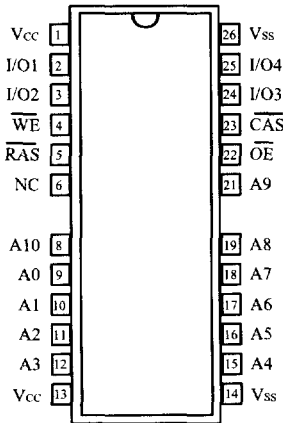 Vcc 1 26 Vss
I/O1 2 25 I/O4
I/O2 3 24 I/O3
WE 4 23 CAS
RAS 5 22 OE
NC 6 21 A9
A10 8 19 A8
A0 9 18 A7
A1 10 17 A6
A2 11 16 A5
A3 12 15 A4
Vcc 13 14 Vss